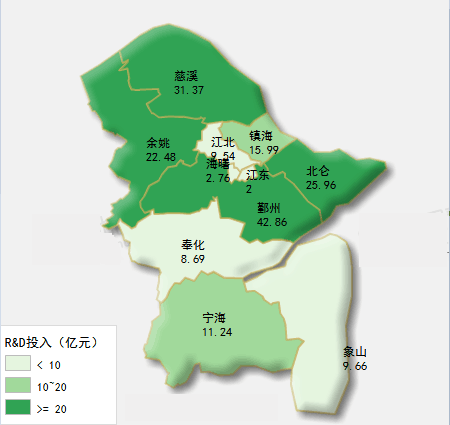 慈溪
31.37
余姚
22.48
江北
9.54
镇海
15.99
海曙
2.76
江东
2
北仑
25.96
鄞州
42.86
奉化
8.69
宁海
11.24
象山
9.66
R&D投入（亿元）
< 10
10~20
>= 20